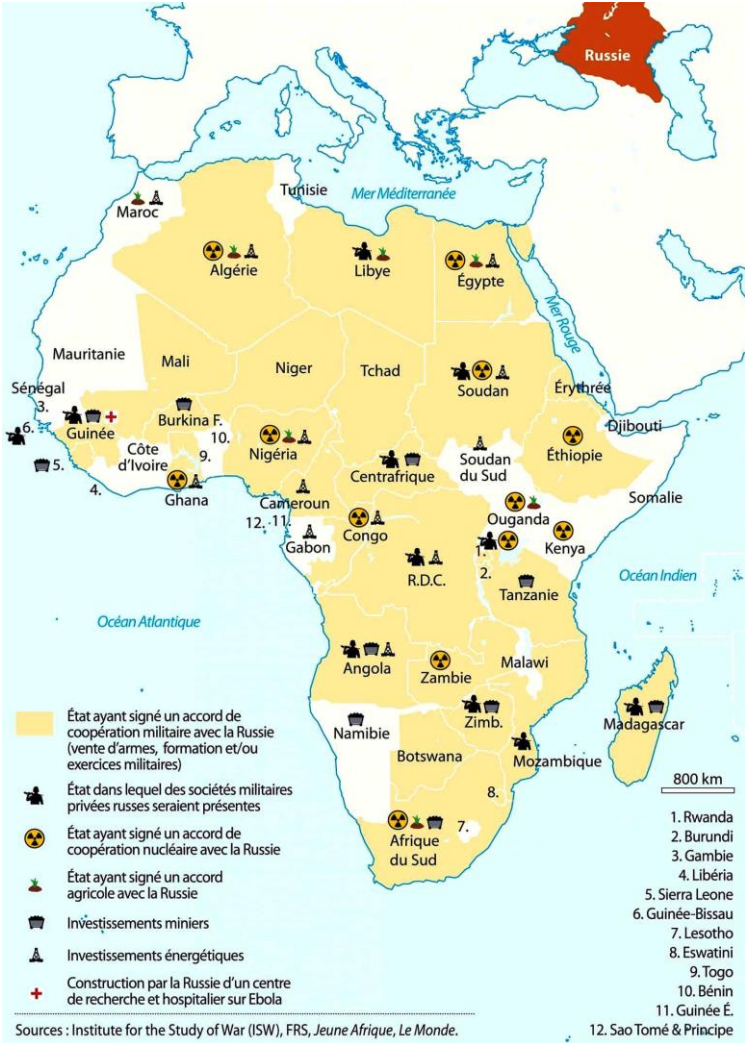 Russie
Mer Méditerranée
Tunisie
Maroc
Algérie
Libye
Égypte
Mer Rouge
Mauritanie
Mali
Niger
Tchad
Soudan
Érythrée
Sénégal
3.
6.
Guinée
Burkina F.
10.
9.
Nigéria
Djibouti
5.
Côte
d'Ivoire
4.
Ghana
Centrafrique
Soudan
du Sud
Éthiopie
Somalie
Cameroun
12.
11.
Gabon
Congo
Ouganda
Kenya
1.
2.
R.D.C.
Tanzanie
Océan Indien
Océan Atlantique
Angola
Zambie
Malawi
Namibie
Zimb.
Madagascar
Botswana
Mozambique
8.
7.
Afrique
du Sud
800 km
État ayant signé un accord de
coopération militaire avec la Russie
(vente d'armes, formation et/ou
exercices militaires)
État dans lequel des sociétés militaires
privées russes seraient présentes
État ayant signé un accord de
coopération nucléaire avec la Russie
État ayant signé un accord
agricole avec la Russie
Investissements miniers
Investissements énergétiques
Construction par la Russie d'un centre
de recherche et hospitalier sur Ebola
1. Rwanda
2. Burundi
3. Gambie
4. Libéria
5. Sierra Leone
6. Guinée-Bissau
7. Lesotho
8. Eswatini
9. Togo
10. Bénin
11. Guinée É.
12. Sao Tomé & Principe
Sources : Institute for the Study of War (ISW), FRS, Jeune Afrique, Le Monde.